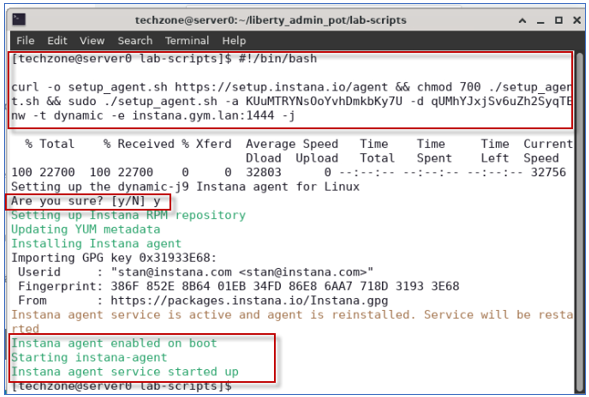 techzone@server0:~/liberty_admin_pot/lab-scripts
File Edit View Search Terminal Help
[techzone@server0 lab-scripts]$ #!/bin/bash
curl -o setup_agent.sh https://setup.instana.io/agent && chmod 700 ./setup_agen
t.sh && sudo ./setup_agent.sh -a KUuMTRYNsOoYvhDmkbKy7U -d qUMhYJxjSv6uZh2SyqTE
nw -t dynamic -e instana.gym.lan:1444 -j
% Total % Received % Xferd Average Speed Time Time Time Current
Dload Upload Total Spent Left Speed
100 22700 100 22700 0 0 32803 0 --:--:-- --:--:-- --:--:-- 32756
Setting up the dynamic-j9 Instana agent for Linux
Are you sure? [y/N] y
Setting up Instana RPM repository
Updating YUM metadata
Installing Instana agent
Importing GPG key 0x31933E68:
Userid : "stan@instana.com <stan@instana.com>"
Fingerprint: 386F 852E 8B64 01EB 34FD 86E8 6AA7 718D 3193 3E68
From : https://packages.instana.io/Instana.gpg
Instana agent service is active and agent is reinstalled. Service will be resta
rted
Instana agent enabled on boot
Starting instana-agent
Instana agent service started up
[techzone@server0 lab-scripts]$